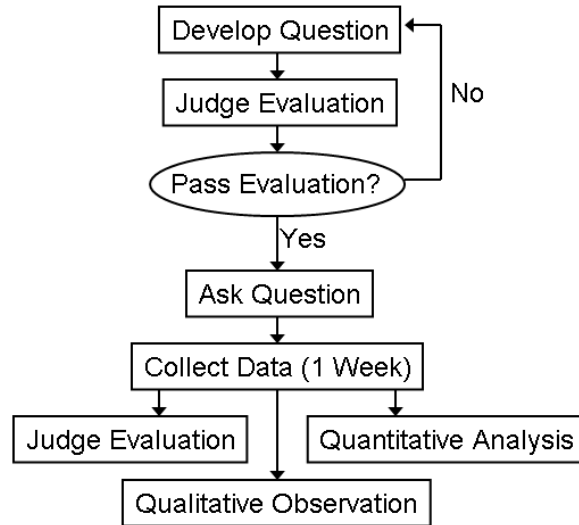 Develop Question
Judge Evaluation
No
Pass Evaluation?
Yes
Ask Question
Collect Data (1 Week)
Judge Evaluation
Quantitative Analysis
Qualitative Observation